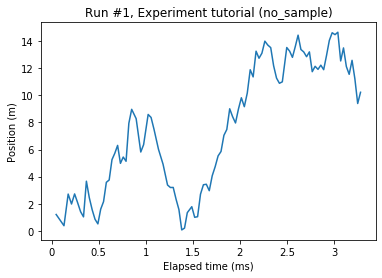 Run #1, Experiment tutorial (no_sample)
Position (m)
14
12
10
8
6
4
2
0
0 0.5 1 1.5 2 2.5 3
Elapsed time (ms)